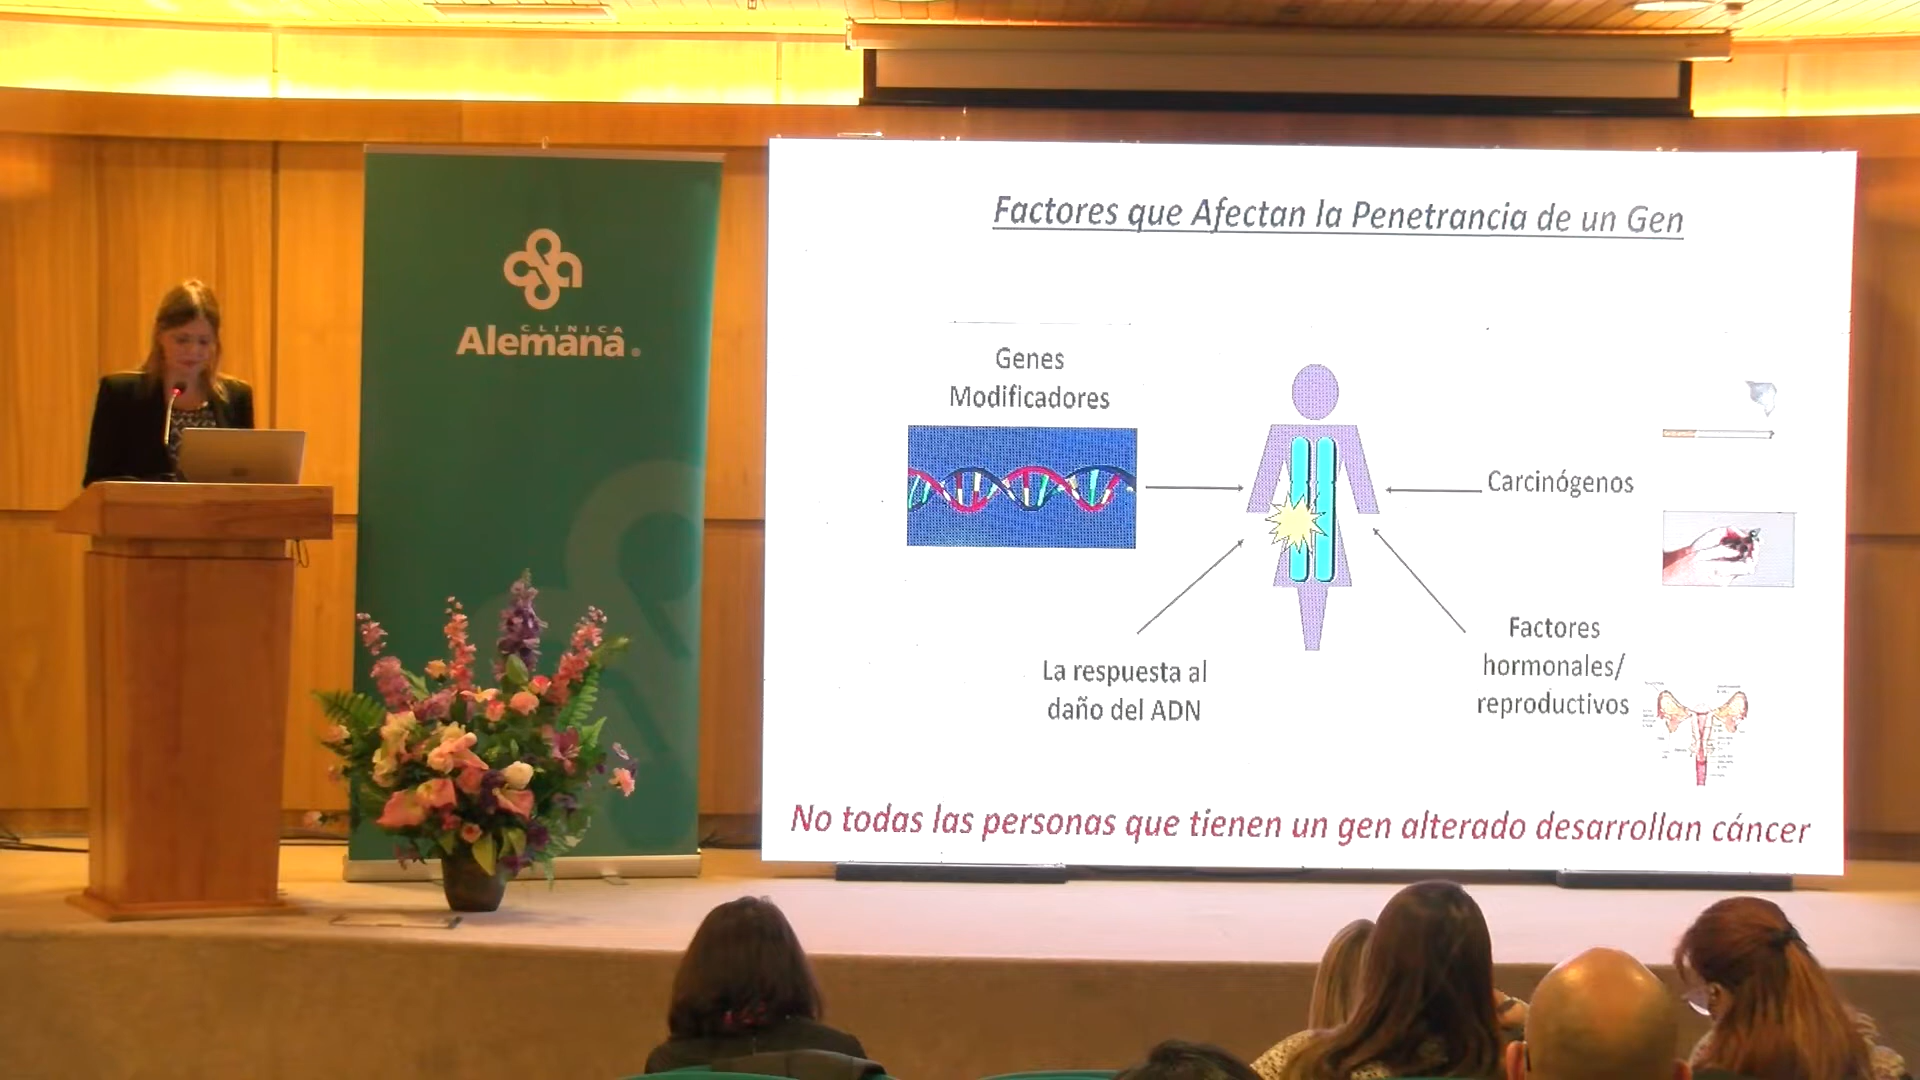 CLINICA
Alemana
Factores que Afectan la Penetrancia de un Gen
Genes
Modificadores
Carcinógenos
La respuesta al
daño del ADN
Factores
hormonales/
reproductivos
No todas las personas que tienen un gen alterado desarrollan cáncer